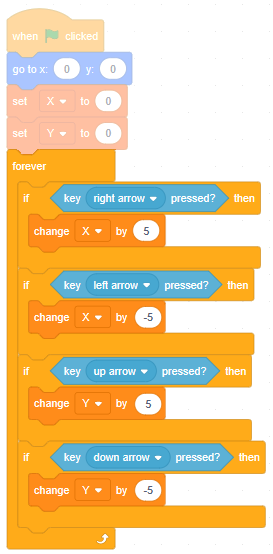 when clicked
go to x: 0 y: 0
set X to 0
set Y to 0
forever
if key right arrow pressed? then
change X by 5
if key left arrow pressed? then
change X by -5
if key up arrow pressed? then
change Y by 5
if key down arrow pressed? then
change Y by -5